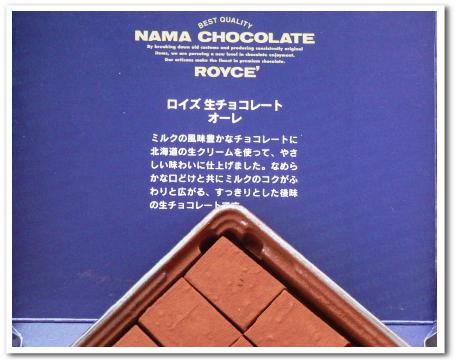 BEST QUALITY
NAMA CHOCOLATE
By breaking down old customs and producing consistently original
items, we are pursuing a new level in chocolate enjoyment.
Our artisans make the finest in premium chocolate.
ROYCE'
ロイズ 生チョコレート
オーレ
ミルクの風味豊かなチョコレートに
北海道の生クリームを使って、やさ
しい味わいに仕上げました。なめら
かな口どけと共にミルクのコクがふ
わりと広がる、すっきりとした後味
の生チョコレートです。